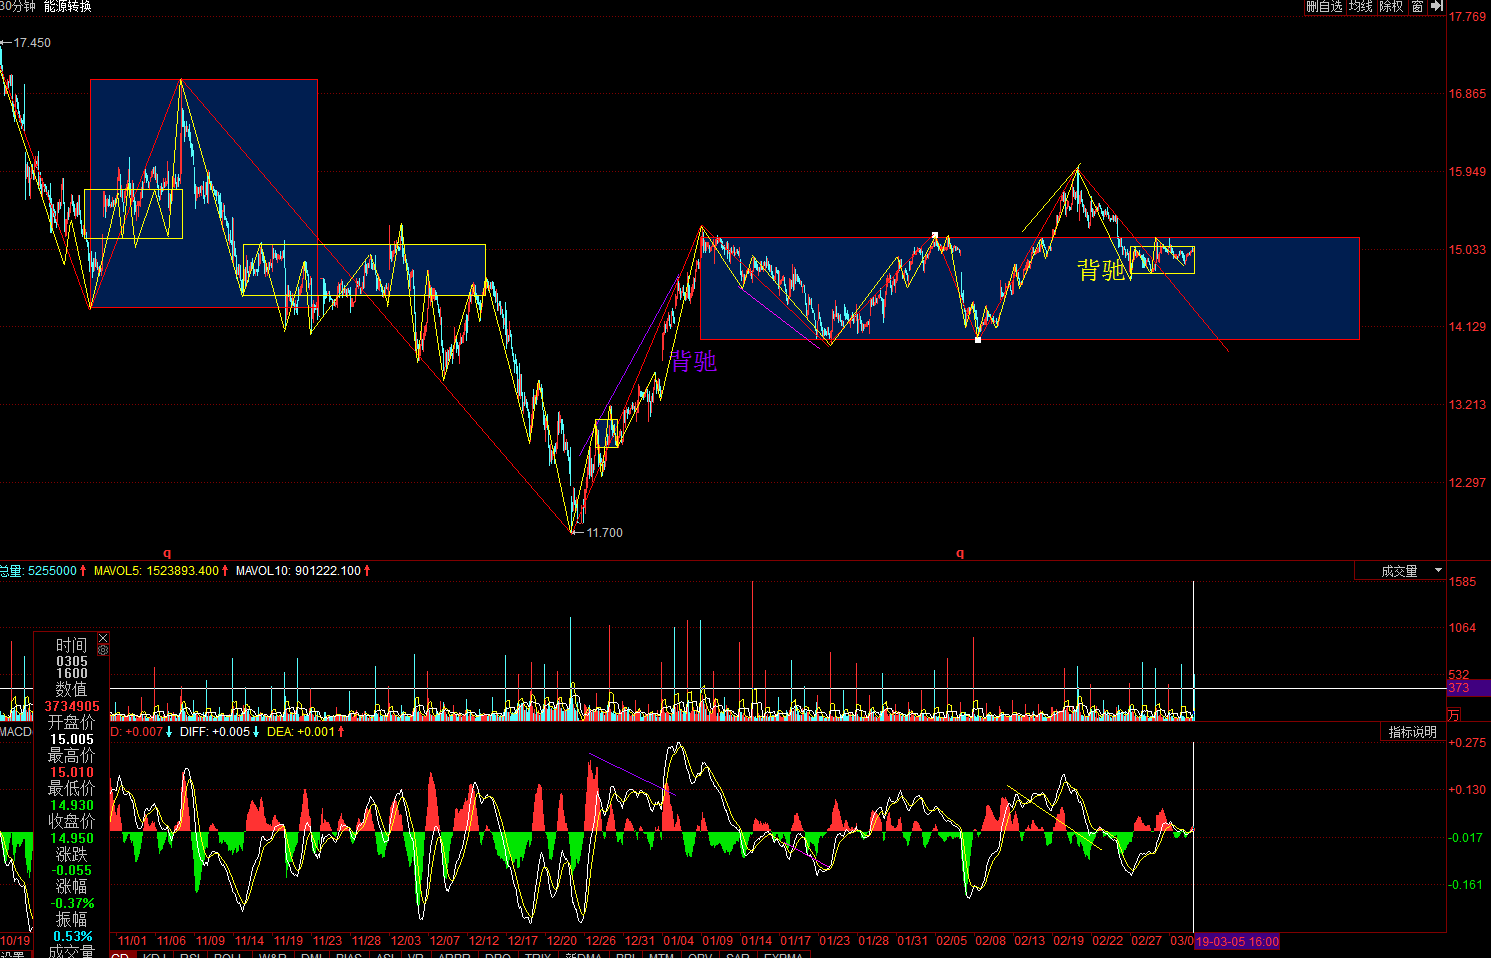 30分钟 能源转换
删自选 均线 除权 窗
17.769
17.450
16.865
15.949
15.033
背驰
14.129
背驰
13.213
12.297
11.700
q q
总量: 5255000 MAVOL5: 1523893.400 MAVOL10: 901222.100
成交量
1585
1064
532
373
万
时间
0305
1600
数值
3734905
开盘价
15.005
最高价
15.010
最低价
14.930
收盘价
14.950
涨跌
-0.055
涨幅
-0.37%
振幅
0.53%
成交量
MACD D: +0.007 DIFF: +0.005 DEA: +0.001
指标说明
+0.275
+0.130
-0.017
-0.161
10/19 11/01 11/06 11/09 11/14 11/19 11/23 11/28 12/03 12/07 12/12 12/17 12/20 12/26 12/31 01/04 01/09 01/14 01/17 01/23 01/28 01/31 02/05 02/08 02/13 02/19 02/22 02/27 03/0 19-03-05 16:00
设置 CD KDJ RSI BOLL W&R DMI BIAS ASI VR ARBR DPO TRIX 新DMA BBI MTM OBV SAR EXPMA